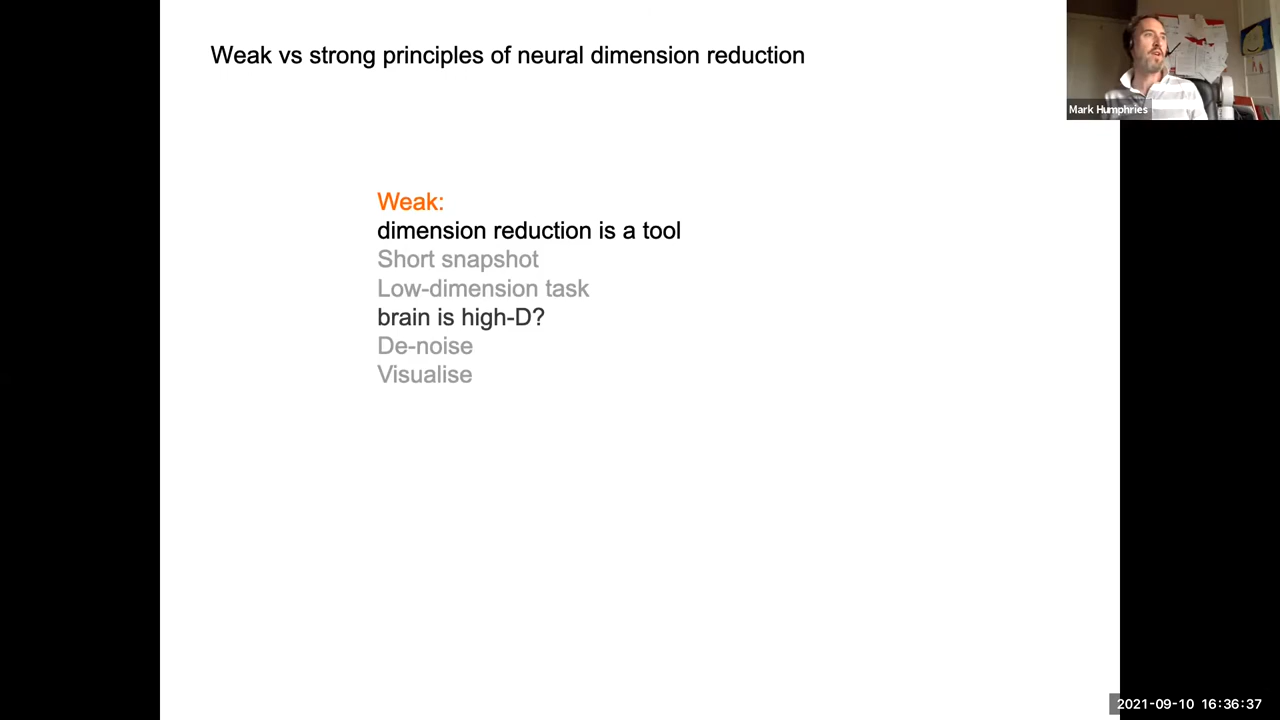 Weak vs strong principles of neural dimension reduction
Mark Humphries
Weak:
dimension reduction is a tool
Short snapshot
Low-dimension task
brain is high-D?
De-noise
Visualise
2021-09-10 16:36:37